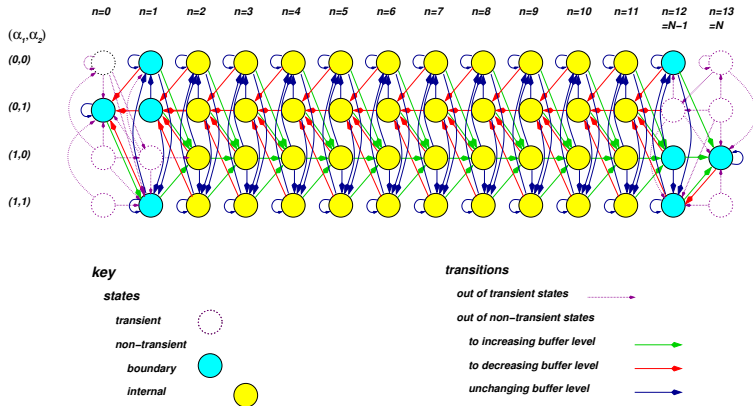 n=0 n=1 n=2 n=3 n=4 n=5 n=6 n=7 n=8 n=9 n=10 n=11 n=12 n=13
=N−1 =N
(α1,α2)
(0,0)
(0,1)
(1,0)
(1,1)
key
states
transient
non−transient
boundary
internal
transitions
out of transient states
out of non−transient states
to increasing buffer level
to decreasing buffer level
unchanging buffer level